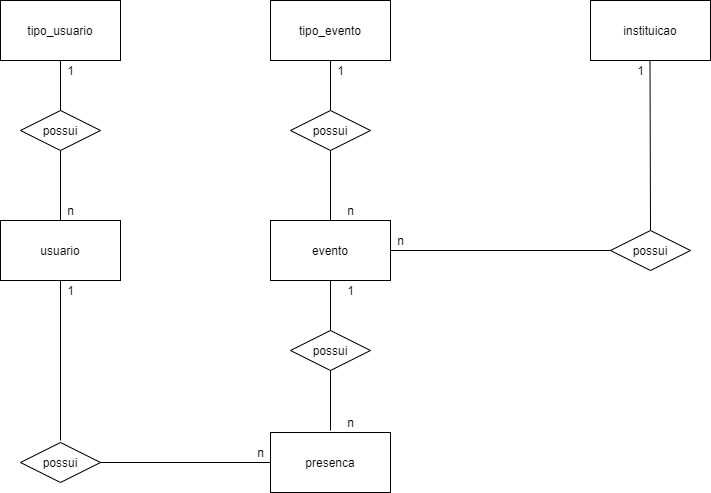 tipo_usuario
tipo_evento
instituicao
1
1
1
possui
possui
n
n
usuario
evento
n
possui
1
1
possui
n
n
possui
presenca